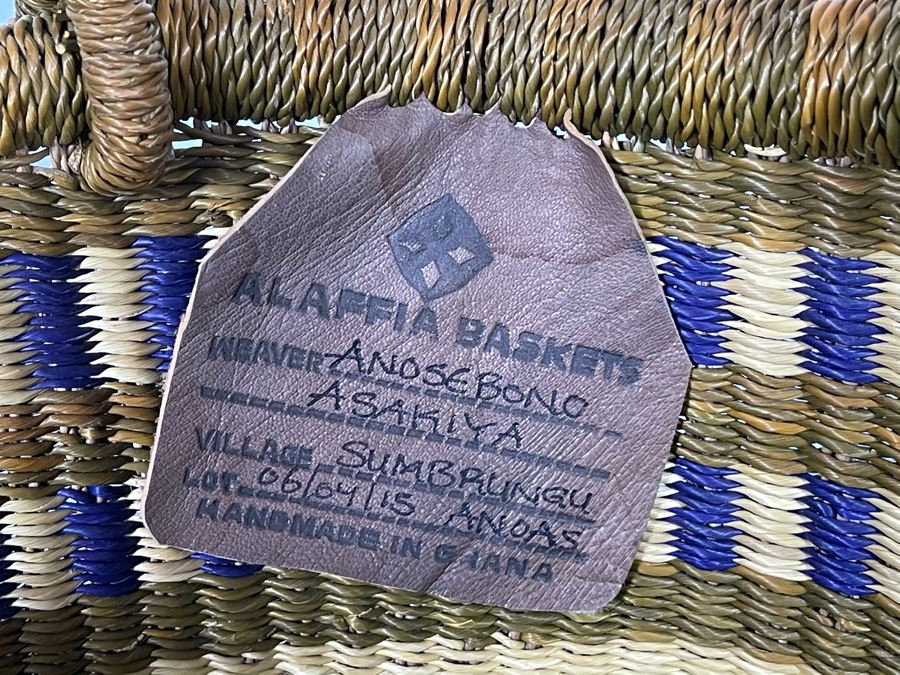 ALAFFIA BASKETS
WEAVER ANOSEBONO
ASAKIYA
VILLAGE SUMBRUNGU
LOT 06/04/15 ANOAS
HANDMADE IN GHANA